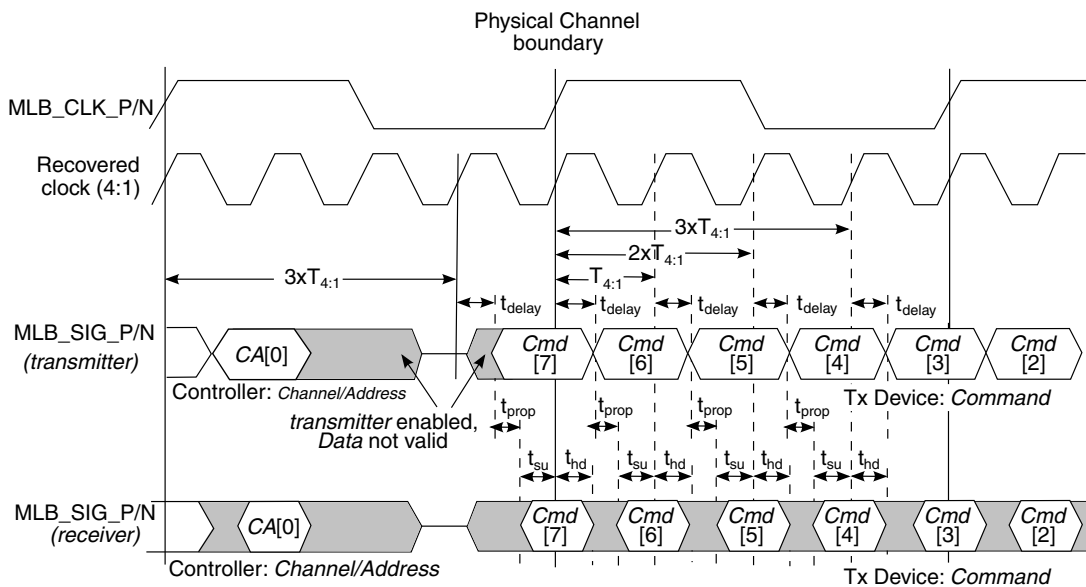 Physical Channel
boundary
MLB_CLK_P/N
Recovered
clock (4:1)
3xT4:1
2xT4:1
3xT4:1
T4:1
tdelay tdelay tdelay tdelay tdelay
MLB_SIG_P/N
(transmitter)
CA[0]
Cmd
[7]
Cmd
[6]
Cmd
[5]
Cmd
[4]
Cmd
[3]
Cmd
[2]
Controller: Channel/Address
Tx Device: Command
transmitter enabled,
Data not valid
tprop tprop tprop tprop
tsu thd tsu thd tsu thd tsu thd
MLB_SIG_P/N
(receiver)
CA[0]
Cmd
[7]
Cmd
[6]
Cmd
[5]
Cmd
[4]
Cmd
[3]
Cmd
[2]
Controller: Channel/Address
Tx Device: Command